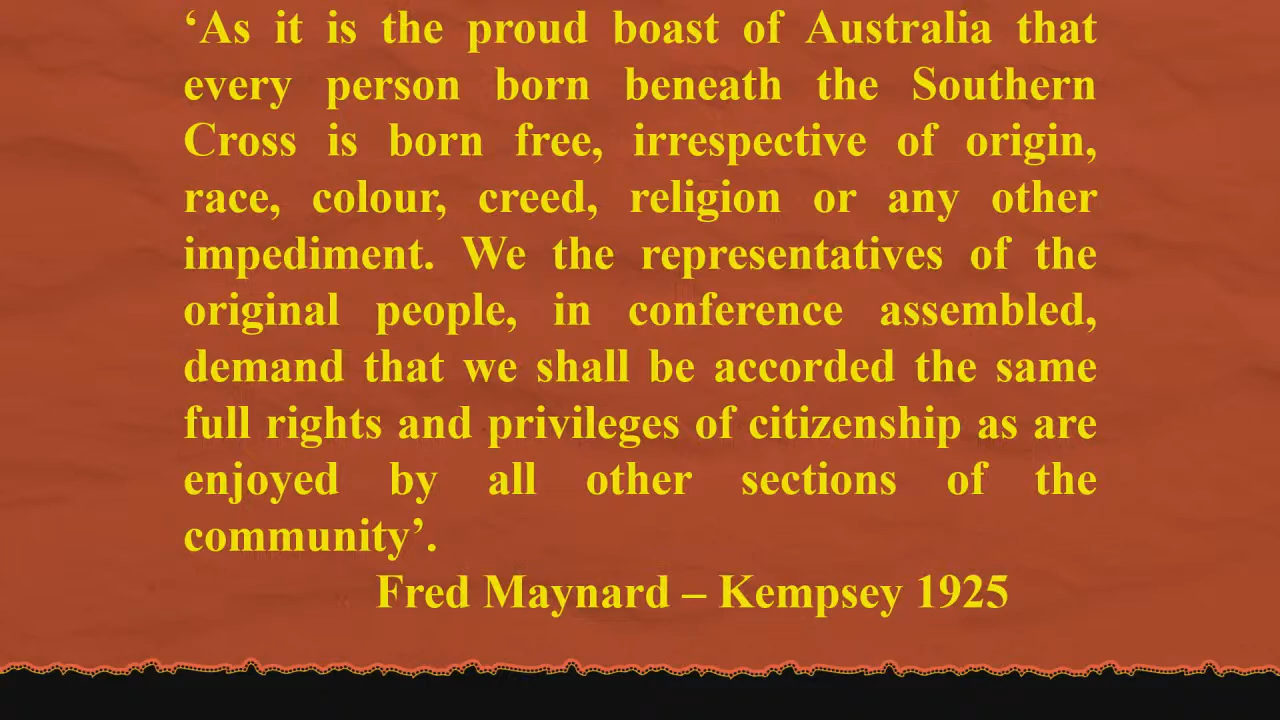 ‘As it is the proud boast of Australia that
every person born beneath the Southern
Cross is born free, irrespective of origin,
race, colour, creed, religion or any other
impediment. We the representatives of the
original people, in conference assembled,
demand that we shall be accorded the same
full rights and privileges of citizenship as are
enjoyed by all other sections of the
community’.
Fred Maynard – Kempsey 1925